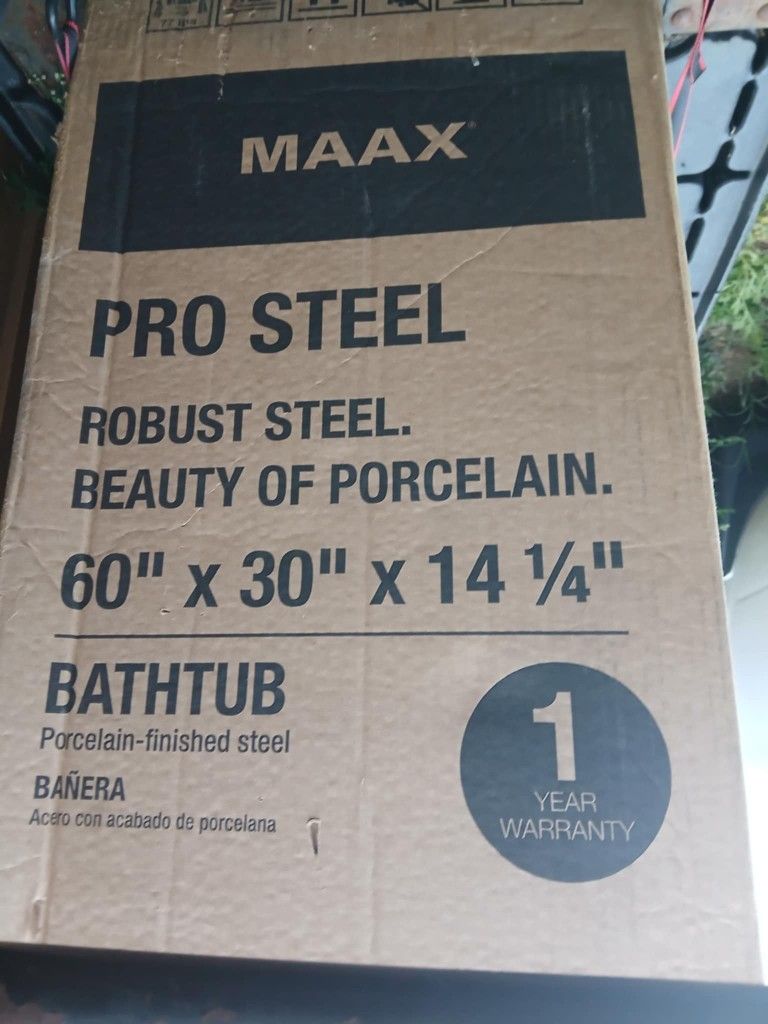 MAAX
PRO STEEL
ROBUST STEEL.
BEAUTY OF PORCELAIN.
60" x 30" x 14 ¼"
BATHTUB
Porcelain-finished steel
BAÑERA
Acero con acabado de porcelana
1
YEAR
WARRANTY